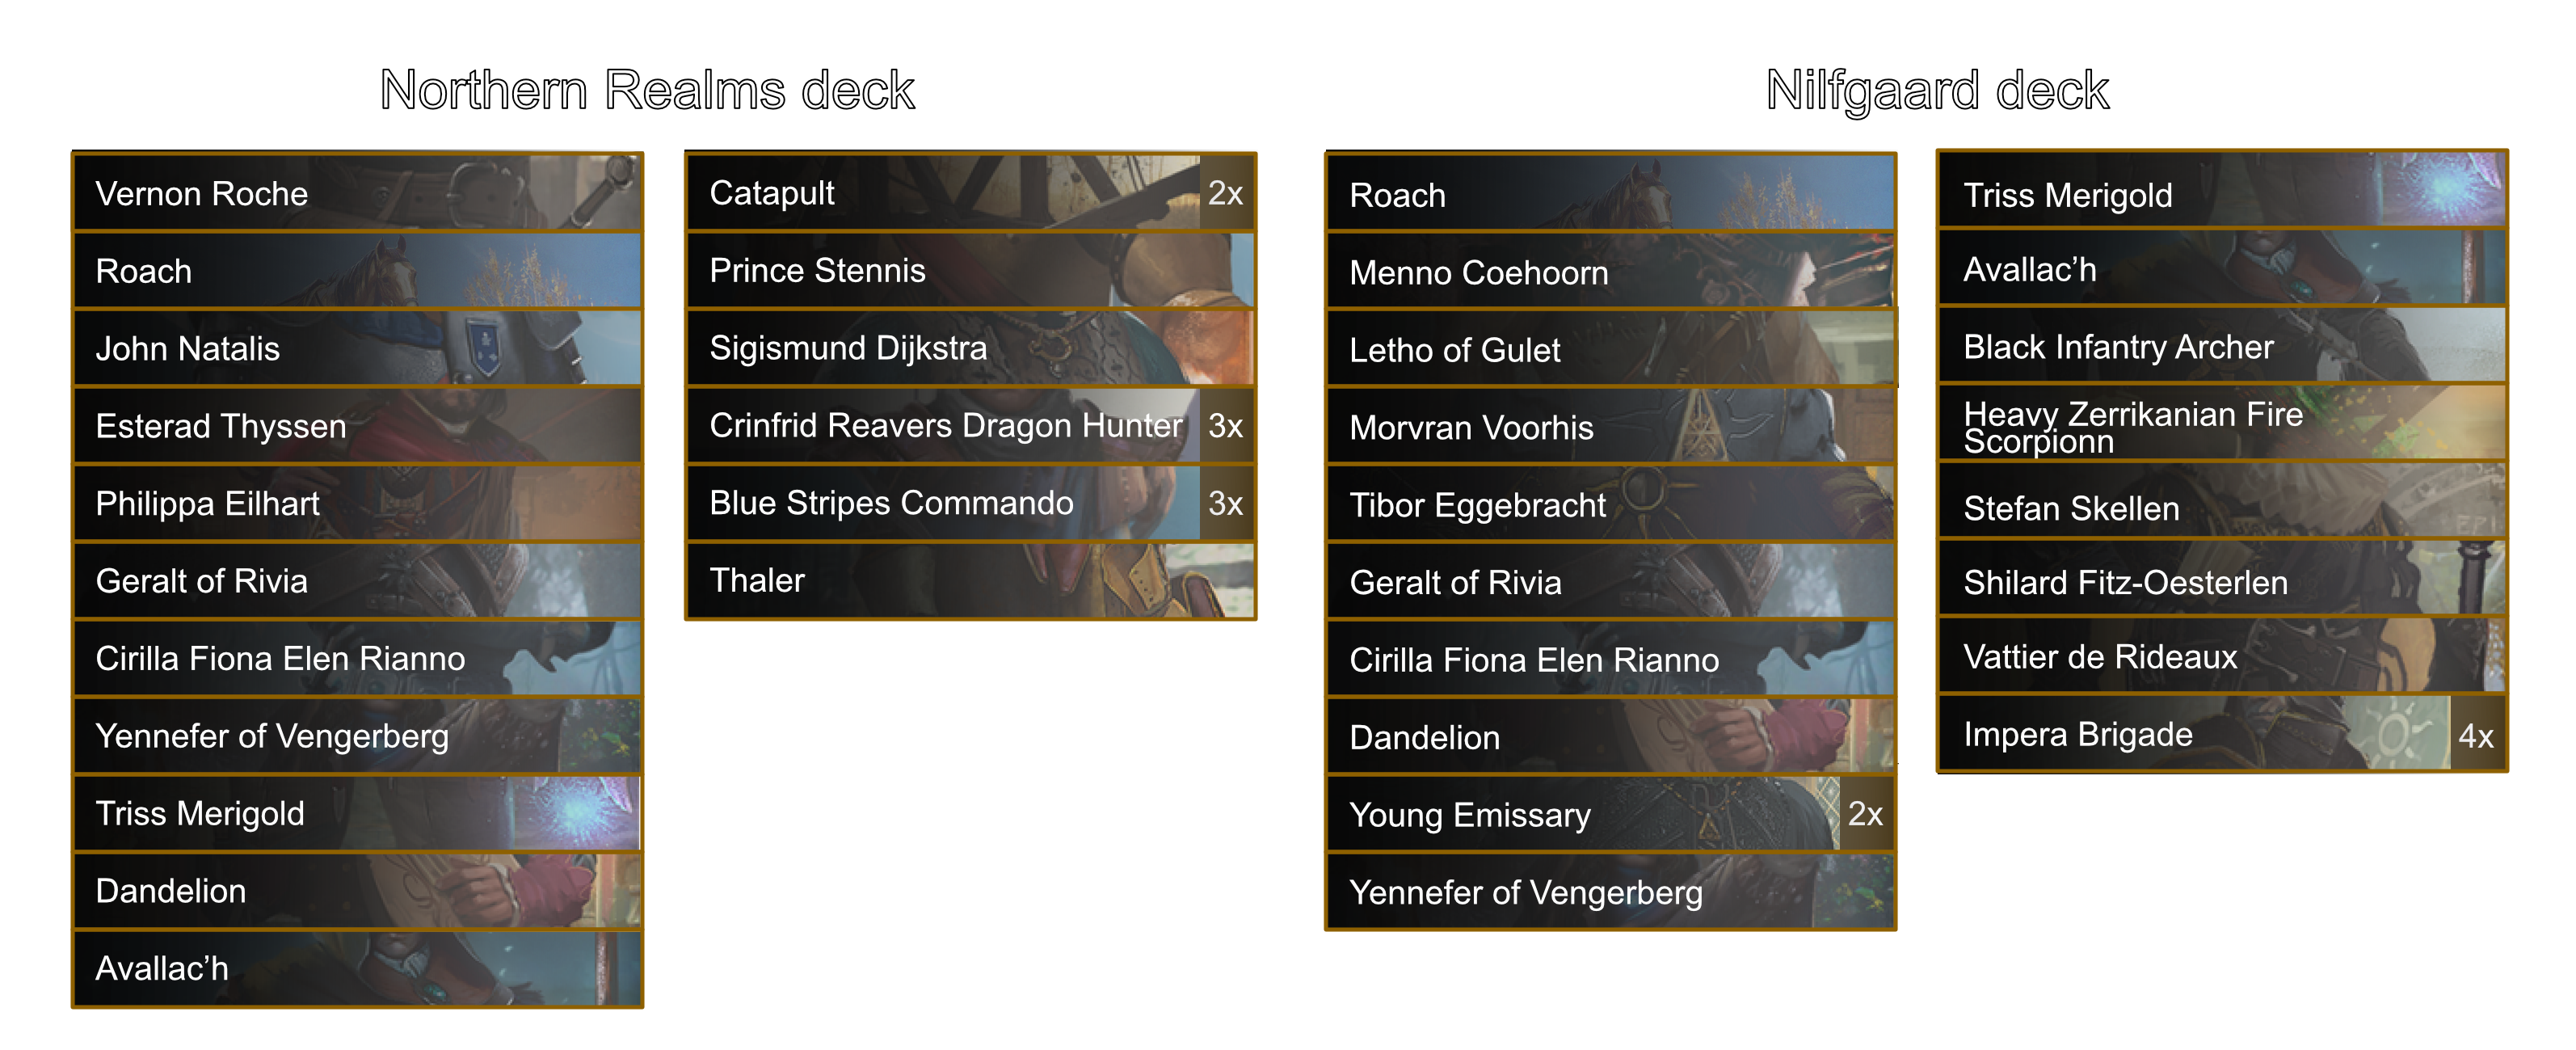 Northern Realms deck
Vernon Roche
Roach
John Natalis
Esterad Thyssen
Philippa Eilhart
Geralt of Rivia
Cirilla Fiona Elen Rianno
Yennefer of Vengerberg
Triss Merigold
Dandelion
Avallac’h
Catapult 2x
Prince Stennis
Sigismund Dijkstra
Crinfrid Reavers Dragon Hunter 3x
Blue Stripes Commando 3x
Thaler
Nilfgaard deck
Roach
Menno Coehoorn
Letho of Gulet
Morvran Voorhis
Tibor Eggebracht
Geralt of Rivia
Cirilla Fiona Elen Rianno
Dandelion
Young Emissary 2x
Yennefer of Vengerberg
Triss Merigold
Avallac’h
Black Infantry Archer
Heavy Zerrikanian Fire
Scorpionn
Stefan Skellen
Shilard Fitz-Oesterlen
Vattier de Rideaux
Impera Brigade 4x